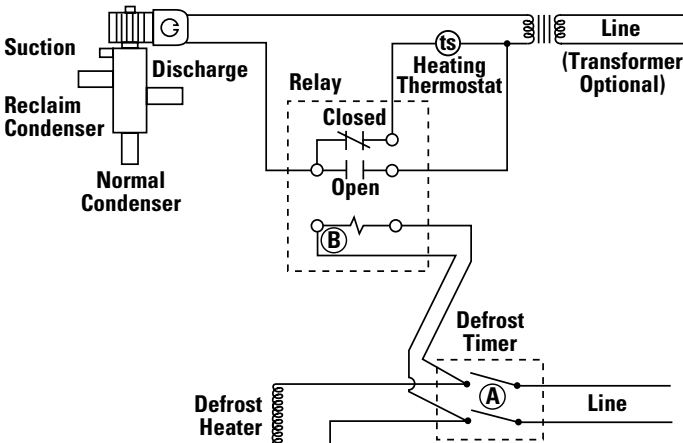 Suction
Discharge
Reclaim
Condenser
Normal
Condenser
ts
Heating
Thermostat
Line
(Transformer
Optional)
Relay
Closed
Open
B
Defrost
Timer
A
Line
Defrost
Heater